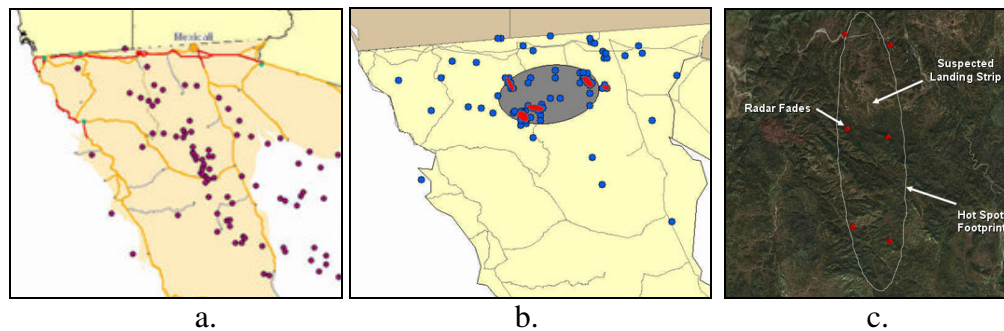 Mexicali
Suspected
Landing Strip
Radar Fades
Hot Spot
Footprint
a.
b.
c.